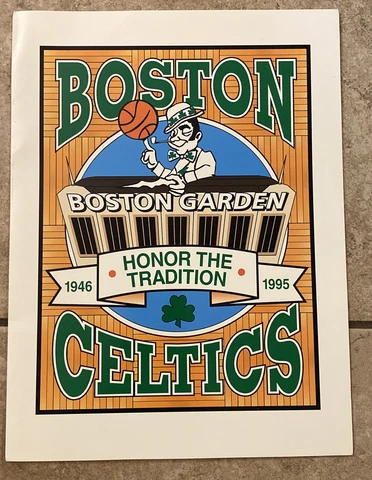 BOSTON
BOSTON GARDEN
HONOR THE
TRADITION
1946
1995
CELTICS